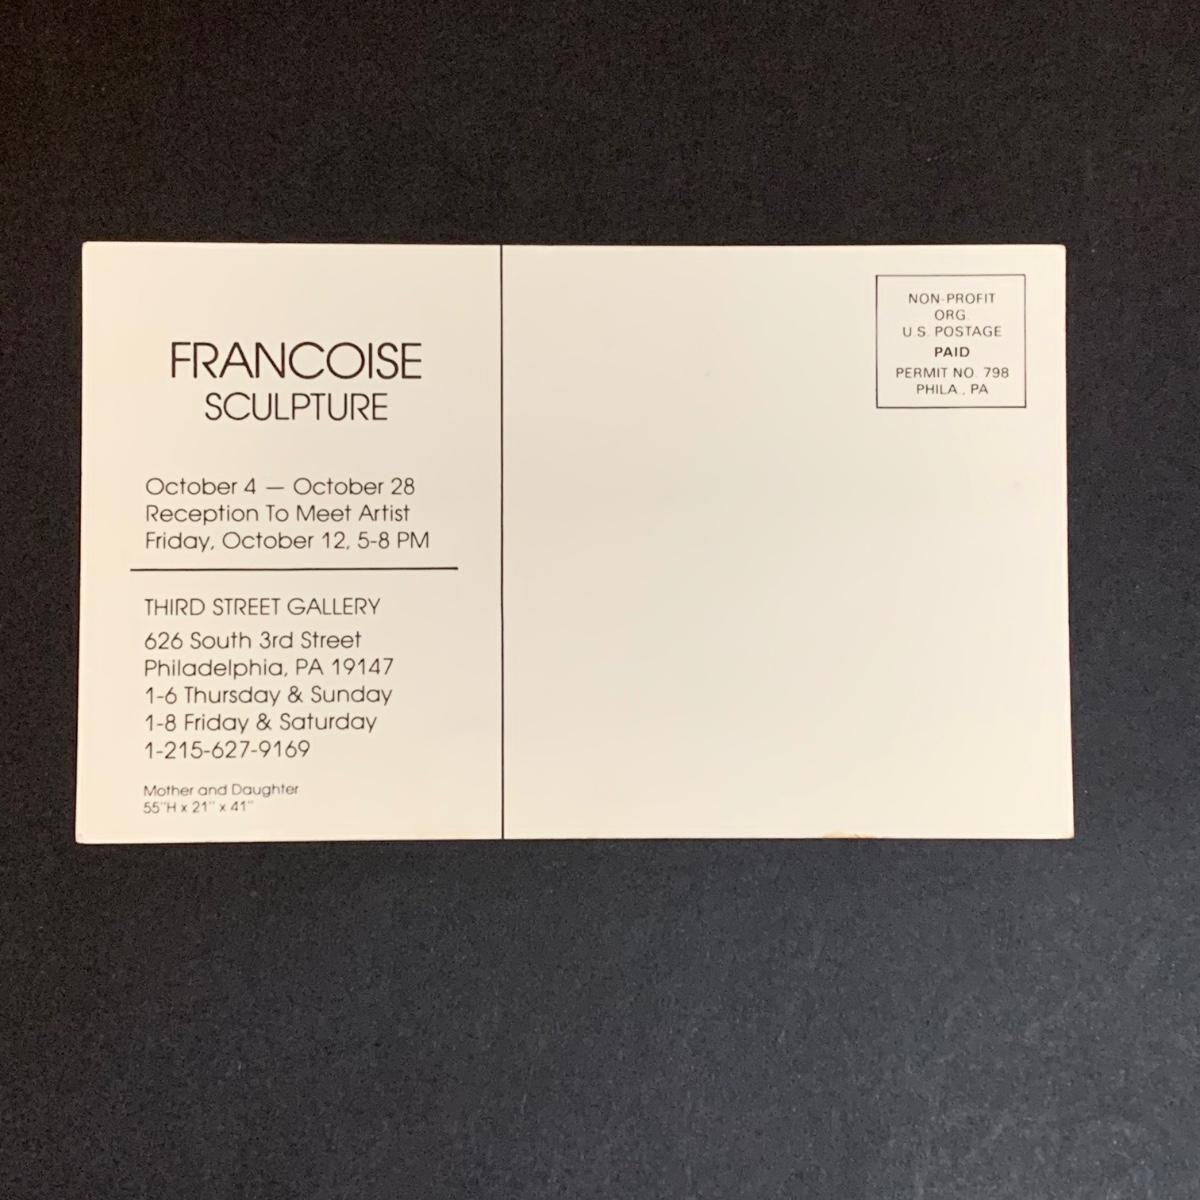 FRANCOISE
SCULPTURE
October 4 — October 28
Reception To Meet Artist
Friday, October 12, 5-8 PM
THIRD STREET GALLERY
626 South 3rd Street
Philadelphia, PA 19147
1-6 Thursday & Sunday
1-8 Friday & Saturday
1-215-627-9169
Mother and Daughter
55"H x 21" x 41"
NON-PROFIT
ORG.
U.S. POSTAGE
PAID
PERMIT NO. 798
PHILA., PA